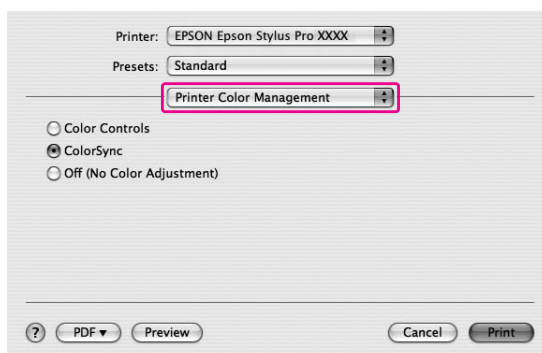 Printer: EPSON Epson Stylus Pro XXXX
Presets: Standard
Printer Color Management
Color Controls
ColorSync
Off (No Color Adjustment)
? PDF ▼ Preview Cancel Print